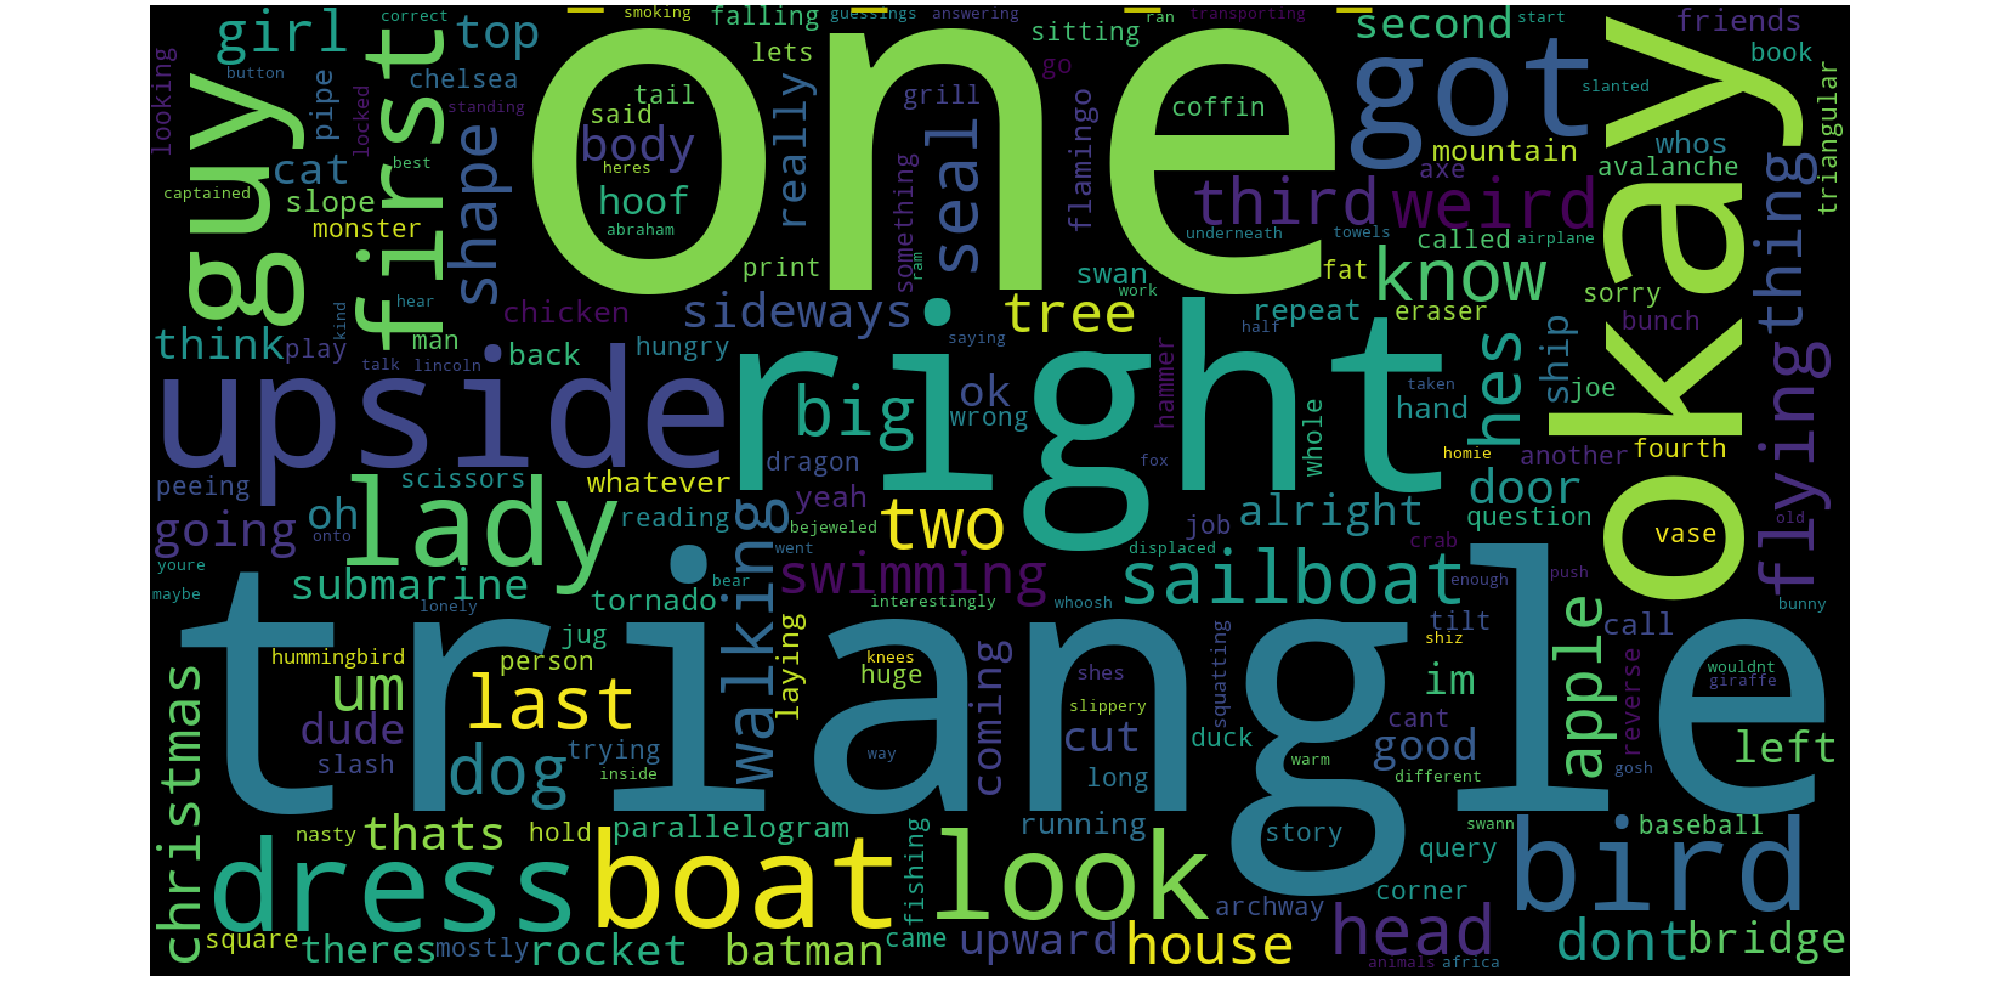 correct
smoking
falling
guessings
answering
ran
transporting
second
start
friends
girl
top
one
sitting
got
okay
book
looking
guy
button
first
chelsea
lets
go
pipe
locked
standing
shape
tail
said
really
grill
seal
flamingo
coffin
slanted
triangular
cat
best
body
heres
something
mountain
whos
captained
slope
hoof
third
axe
weird
avalanche
thing
monster
abraham
underneath
towels
called
airplane
print
ram
swan
fat
know
kind
hear
chicken
sideways
work
tree
repeat
eraser
sorry
bunch
think
play
man
back
hungry
saying
half
hes
ship
flying
talk
lincoln
upside
right
big
ok
wrong
hammer
taken
hand
joe
whole
peeing
scissors
whatever
dragon
fox
homie
another
fourth
going
oh
onto
lady
reading
walking
yeah
bejeweled
two
job
alright
door
question
vase
old
youre
submarine
went
displaced
crab
maybe
lonely
tornado
bear
swimming
interestingly
whoosh
sailboat
enough
push
apple
bunny
triangle
jug
laying
coming
squatting
tilt
call
christmas
hummingbird
person
knees
huge
shes
shiz
im
reverse
wouldnt
giraffe
um
last
slippery
dude
trying
way
cut
duck
cant
good
left
slash
dog
inside
long
warm
different
gosh
nasty
thats
hold
parallelogram
fishing
running
story
swann
query
baseball
dress
boat
look
corner
bird
archway
square
theres
mostly
rocket
batman
came
upward
house
head
animals
africa
dont
bridge